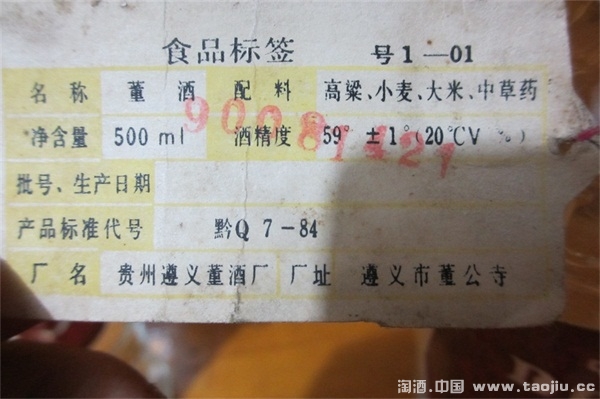 食品标签 号1—01
名称 董酒 配料 高粱、小麦、大米、中草药
净含量 500ml 酒精度 59°±1°(20℃V%)
批号、生产日期
产品标准代号 黔Q7-84
厂名 贵州遵义董酒厂 厂址 遵义市董公寺
淘酒.中国 www.taojiu.cc